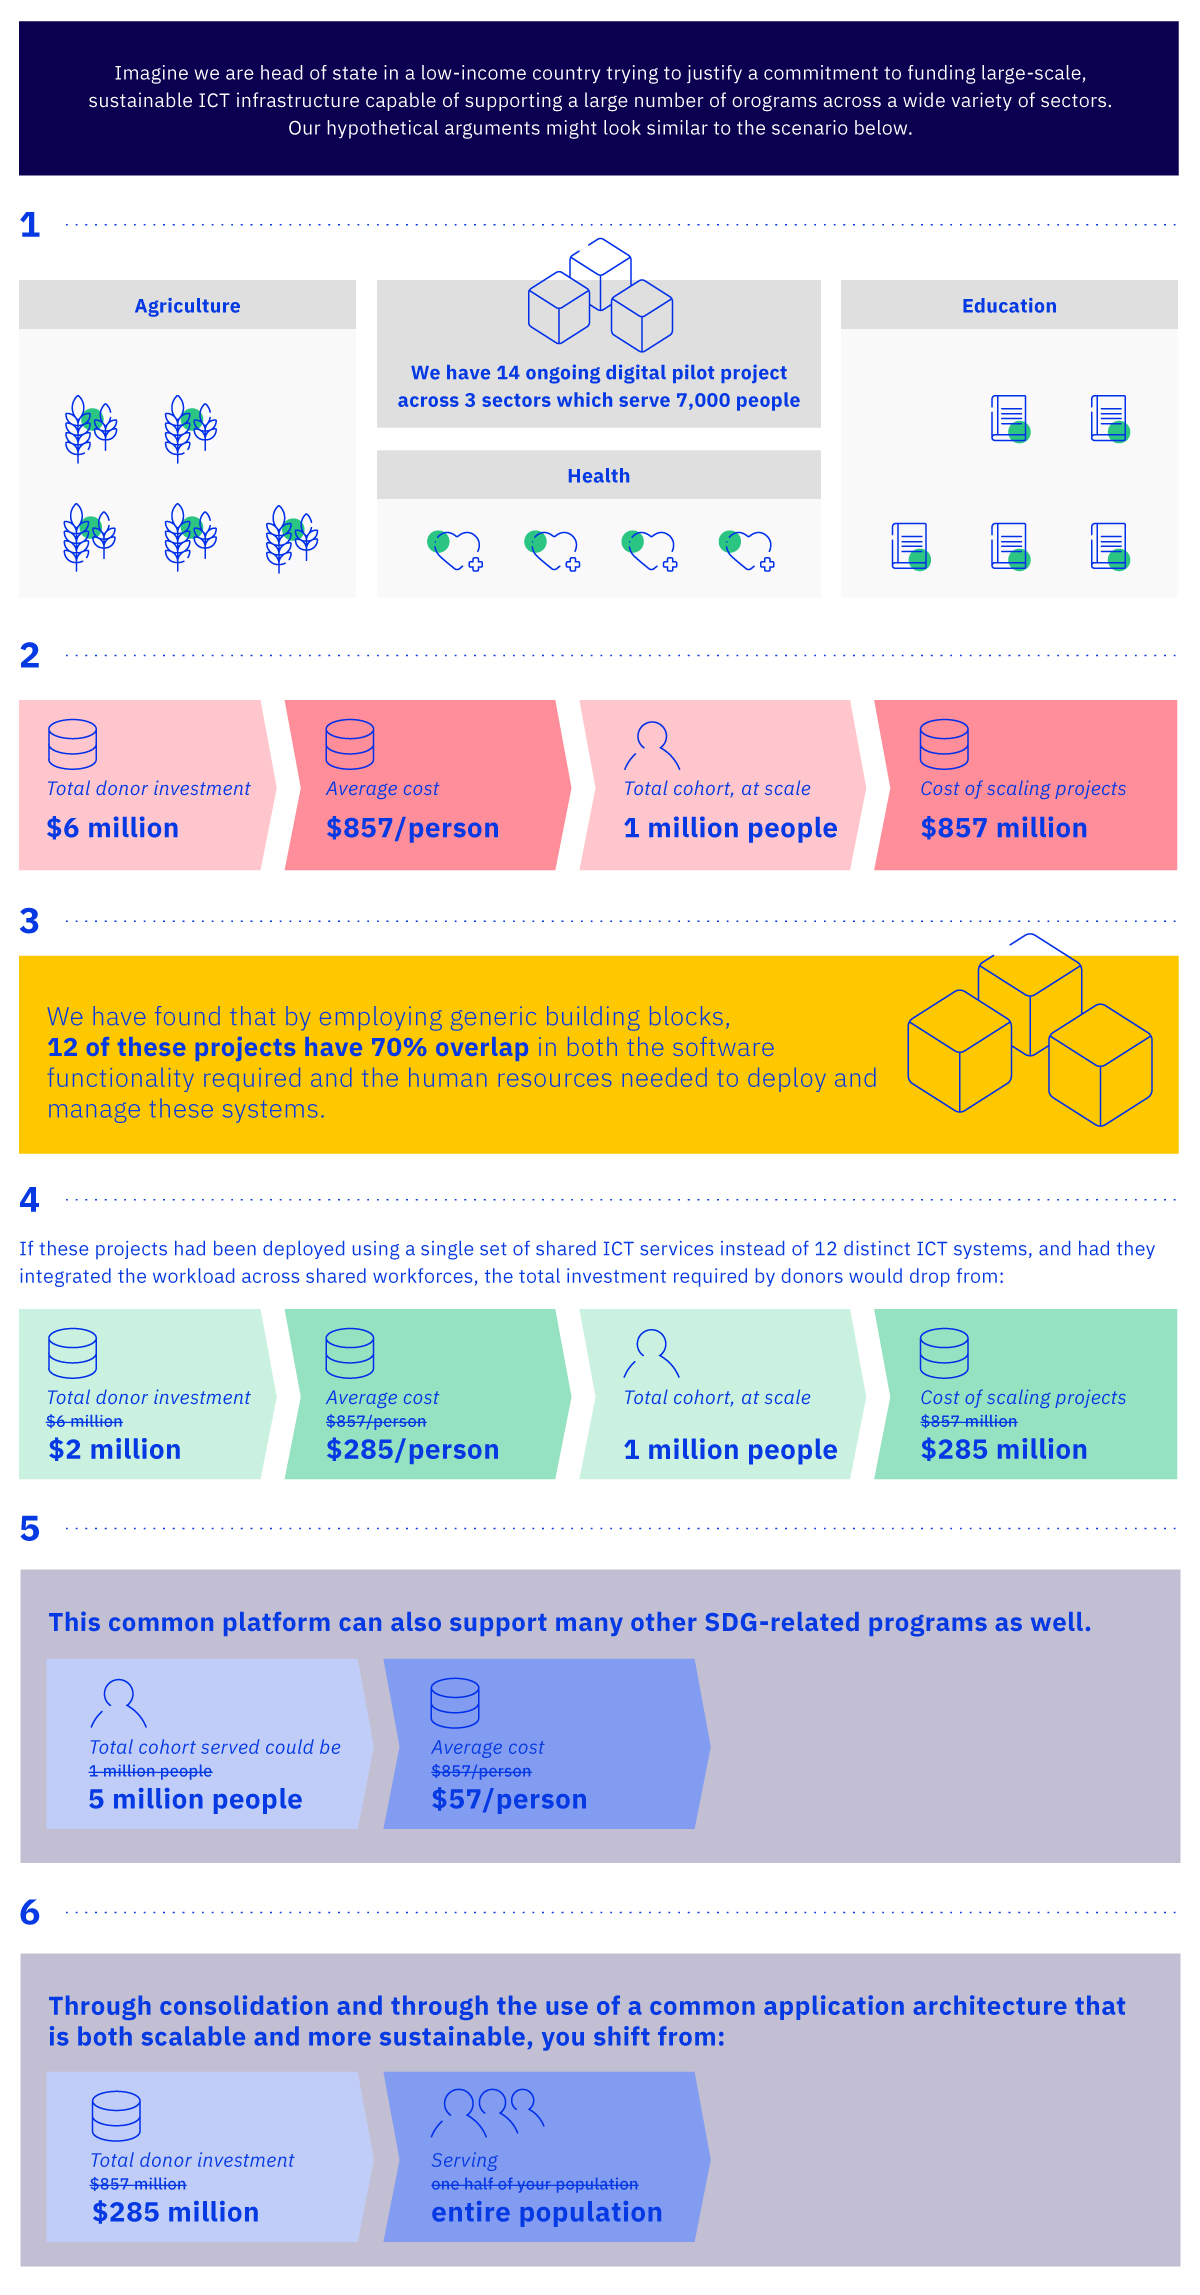 Imagine we are head of state in a low-income country trying to justify a commitment to funding large-scale,
sustainable ICT infrastructure capable of supporting a large number of orograms across a wide variety of sectors.
Our hypothetical arguments might look similar to the scenario below.
1
Agriculture
We have 14 ongoing digital pilot project
across 3 sectors which serve 7,000 people
Health
Education
2
Total donor investment
$6 million
Average cost
$857/person
Total cohort, at scale
1 million people
Cost of scaling projects
$857 million
3
We have found that by employing generic building blocks,
12 of these projects have 70% overlap in both the software
functionality required and the human resources needed to deploy and
manage these systems.
4
If these projects had been deployed using a single set of shared ICT services instead of 12 distinct ICT systems, and had they
integrated the workload across shared workforces, the total investment required by donors would drop from:
Total donor investment
$6 million
$2 million
Average cost
$857/person
$285/person
Total cohort, at scale
1 million people
Cost of scaling projects
$857 million
$285 million
5
This common platform can also support many other SDG-related programs as well.
Total cohort served could be
1 million people
5 million people
Average cost
$857/person
$57/person
6
Through consolidation and through the use of a common application architecture that
is both scalable and more sustainable, you shift from:
Total donor investment
$857 million
$285 million
Serving
one half of your population
entire population